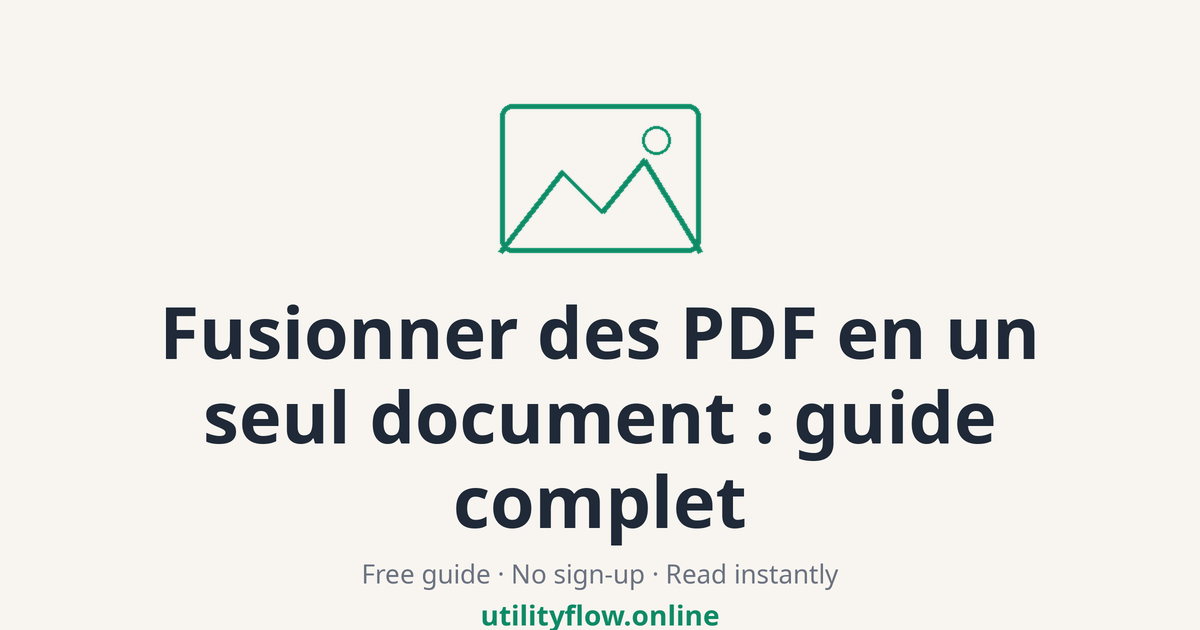 Fusionner des PDF en un
seul document : guide
complet
Free guide · No sign-up · Read instantly
utilityflow.online